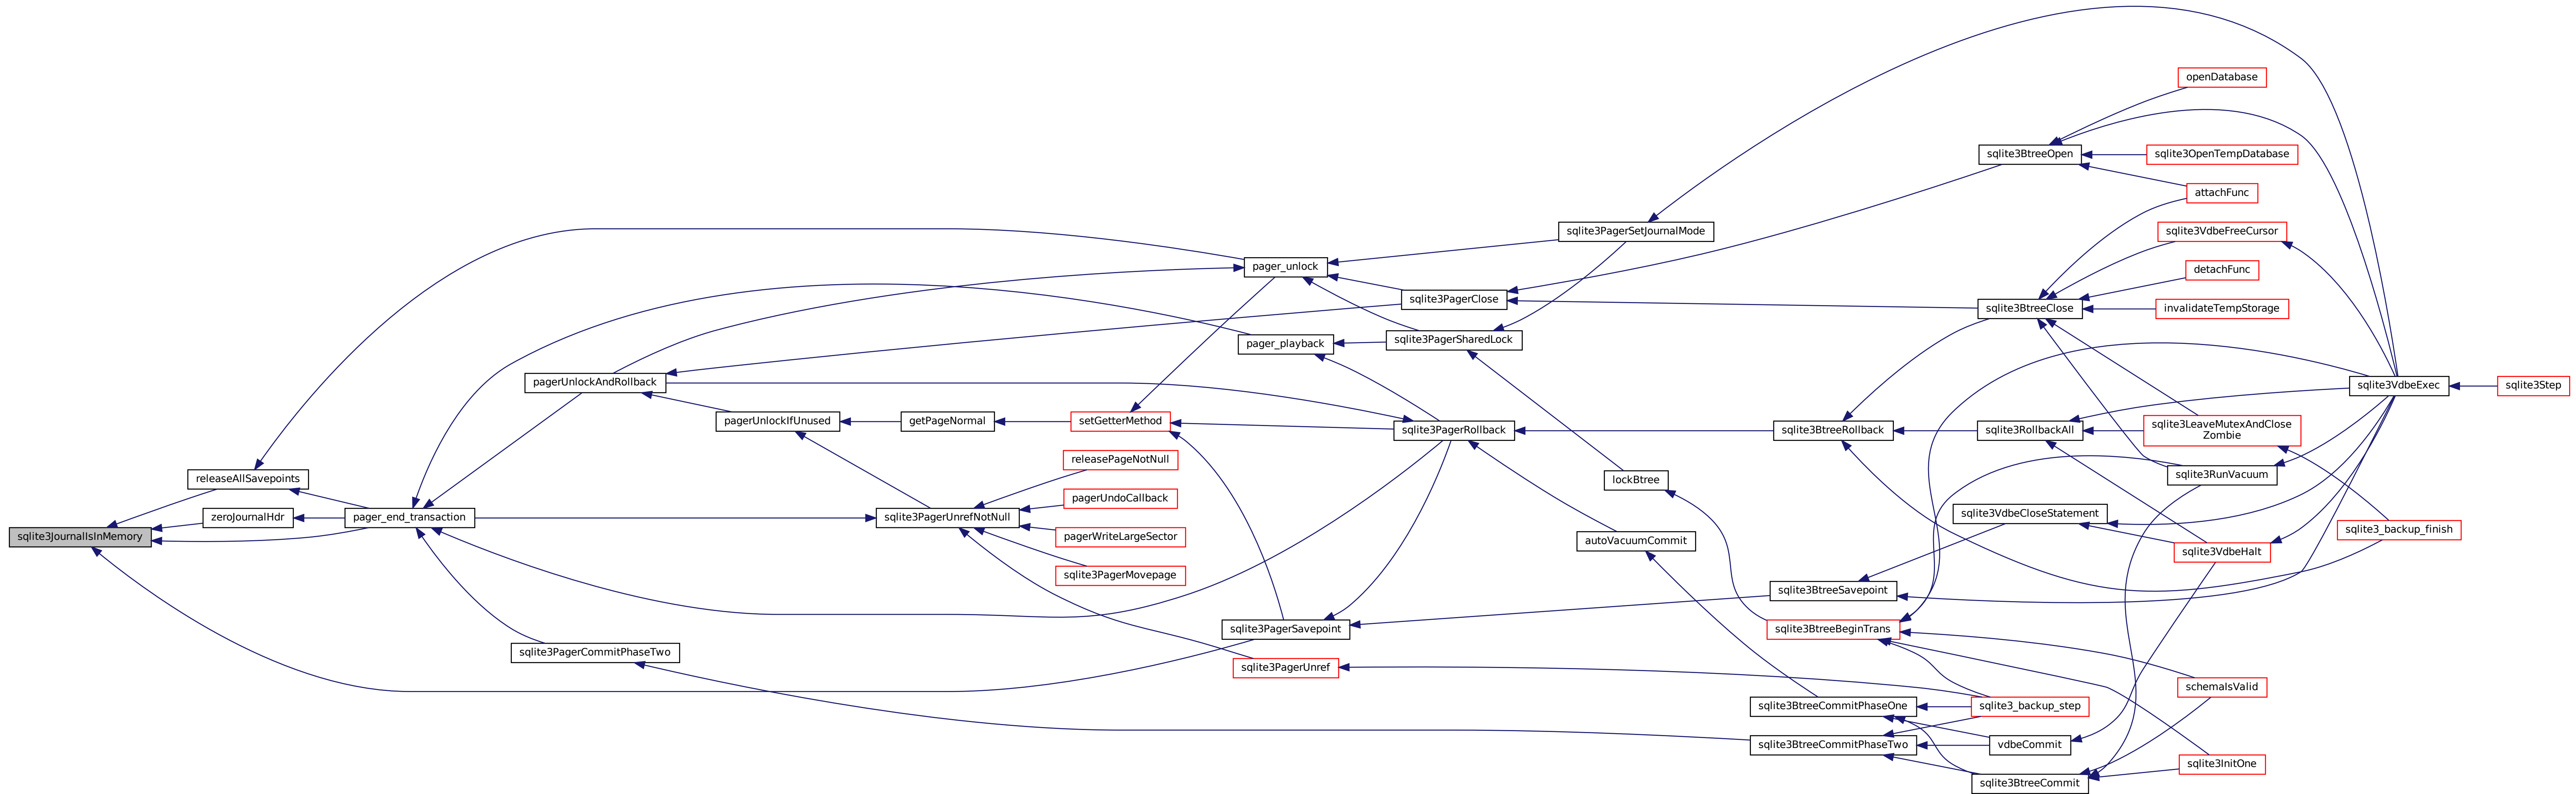 sqlite3JournalIsInMemory
releaseAllSavepoints
zeroJournalHdr
pager_end_transaction
pagerUnlockAndRollback
sqlite3PagerCommitPhaseTwo
pagerUnlockIfUnused
sqlite3PagerUnrefNotNull
getPageNormal
setGetterMethod
releasePageNotNull
pagerUndoCallback
pagerWriteLargeSector
sqlite3PagerMovepage
pager_unlock
pager_playback
sqlite3PagerSavepoint
sqlite3PagerUnref
sqlite3PagerClose
sqlite3PagerSharedLock
sqlite3PagerRollback
sqlite3PagerSetJournalMode
lockBtree
autoVacuumCommit
sqlite3BtreeRollback
sqlite3BtreeSavepoint
sqlite3BtreeBeginTrans
sqlite3BtreeCommitPhaseOne
sqlite3BtreeCommitPhaseTwo
sqlite3BtreeOpen
sqlite3BtreeClose
sqlite3RollbackAll
sqlite3VdbeCloseStatement
sqlite3_backup_step
vdbeCommit
sqlite3BtreeCommit
openDatabase
sqlite3OpenTempDatabase
attachFunc
sqlite3VdbeFreeCursor
detachFunc
invalidateTempStorage
sqlite3LeaveMutexAndClose
Zombie
sqlite3RunVacuum
sqlite3VdbeHalt
schemaIsValid
sqlite3InitOne
sqlite3VdbeExec
sqlite3_backup_finish
sqlite3Step